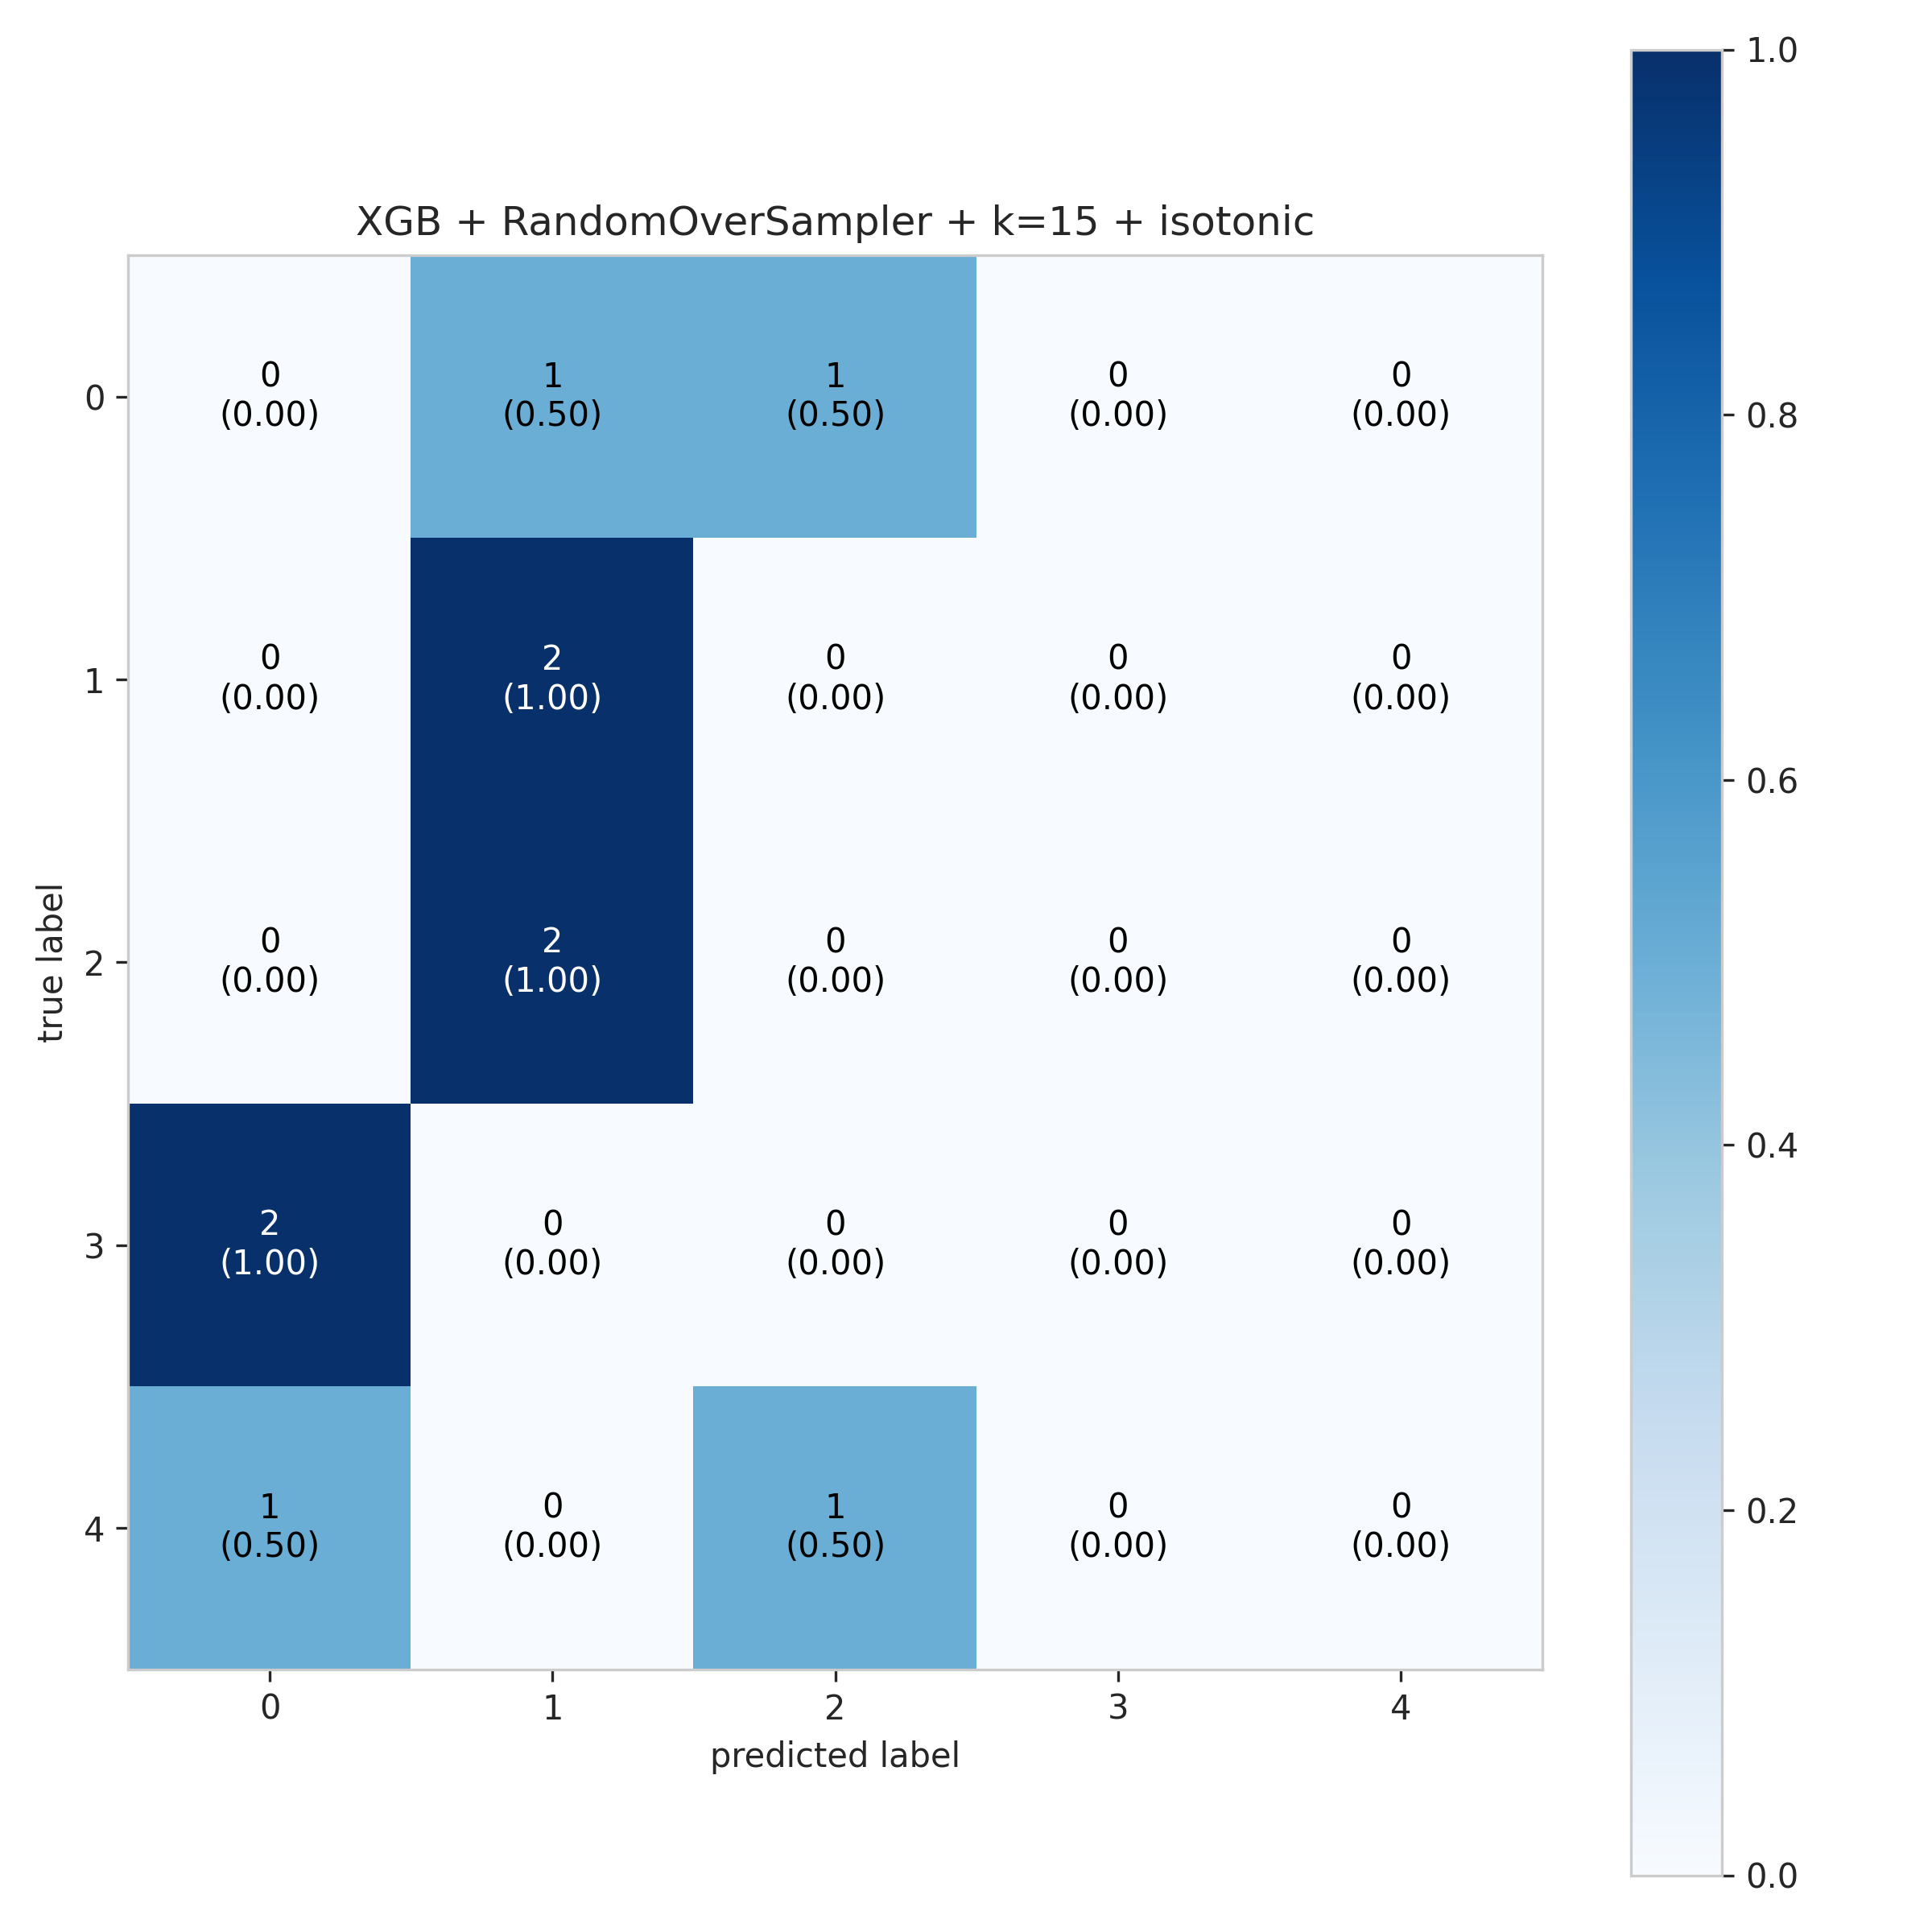 XGB + RandomOverSampler + k=15 + isotonic
true label
0
0 1 1 0 0
(0.00) (0.50) (0.50) (0.00) (0.00)
1
0 2 0 0 0
(0.00) (1.00) (0.00) (0.00) (0.00)
2
0 2 0 0 0
(0.00) (1.00) (0.00) (0.00) (0.00)
3
2 0 0 0 0
(1.00) (0.00) (0.00) (0.00) (0.00)
4
1 0 1 0 0
(0.50) (0.00) (0.50) (0.00) (0.00)
0 1 2 3 4
predicted label
1.0
0.8
0.6
0.4
0.2
0.0